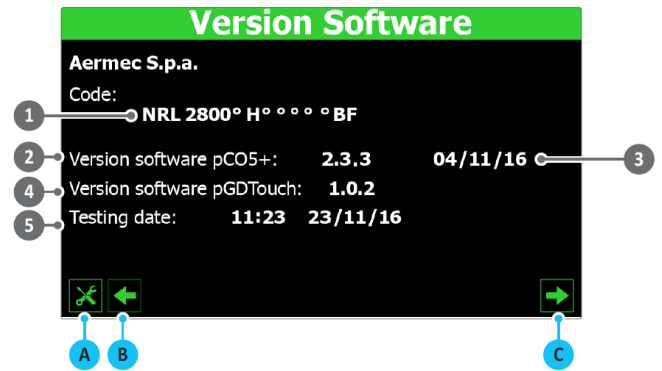 Version Software
Aermec S.p.a.
Code:
1 NRL 2800° H° ° ° ° °BF
2 Version software pCO5+: 2.3.3 04/11/16 3
4 Version software pGDTouch: 1.0.2
5 Testing date: 11:23 23/11/16
A B C